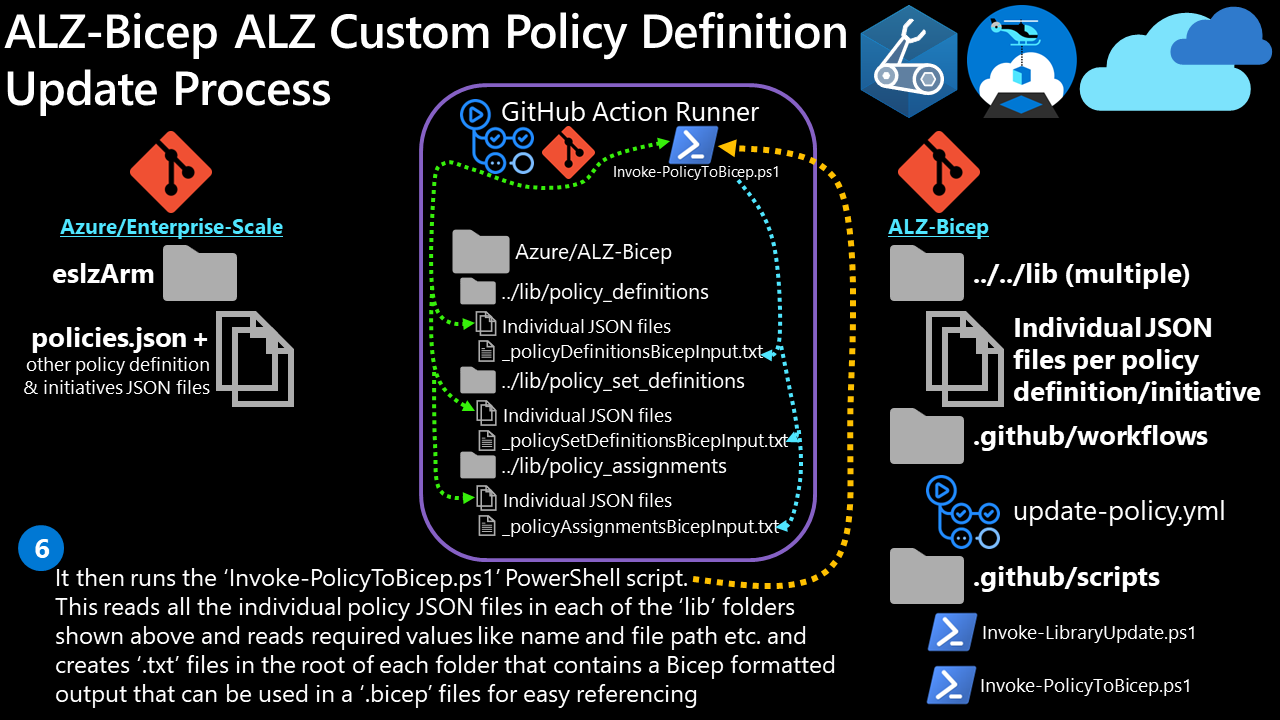 ALZ-Bicep ALZ Custom Policy Definition
Update Process
Azure/Enterprise-Scale
eslzArm
policies.json +
other policy definition
& initiatives JSON files
GitHub Action Runner
Invoke-PolicyToBicep.ps1
Azure/ALZ-Bicep
../lib/policy_definitions
Individual JSON files
_policyDefinitionsBicepInput.txt
../lib/policy_set_definitions
Individual JSON files
_policySetDefinitionsBicepInput.txt
../lib/policy_assignments
Individual JSON files
_policyAssignmentsBicepInput.txt
ALZ-Bicep
../../lib (multiple)
Individual JSON
files per policy
definition/initiative
.github/workflows
update-policy.yml
.github/scripts
Invoke-LibraryUpdate.ps1
Invoke-PolicyToBicep.ps1
6
It then runs the ‘Invoke-PolicyToBicep.ps1’ PowerShell script.
This reads all the individual policy JSON files in each of the ‘lib’ folders
shown above and reads required values like name and file path etc. and
creates ‘.txt’ files in the root of each folder that contains a Bicep formatted
output that can be used in a ‘.bicep’ files for easy referencing